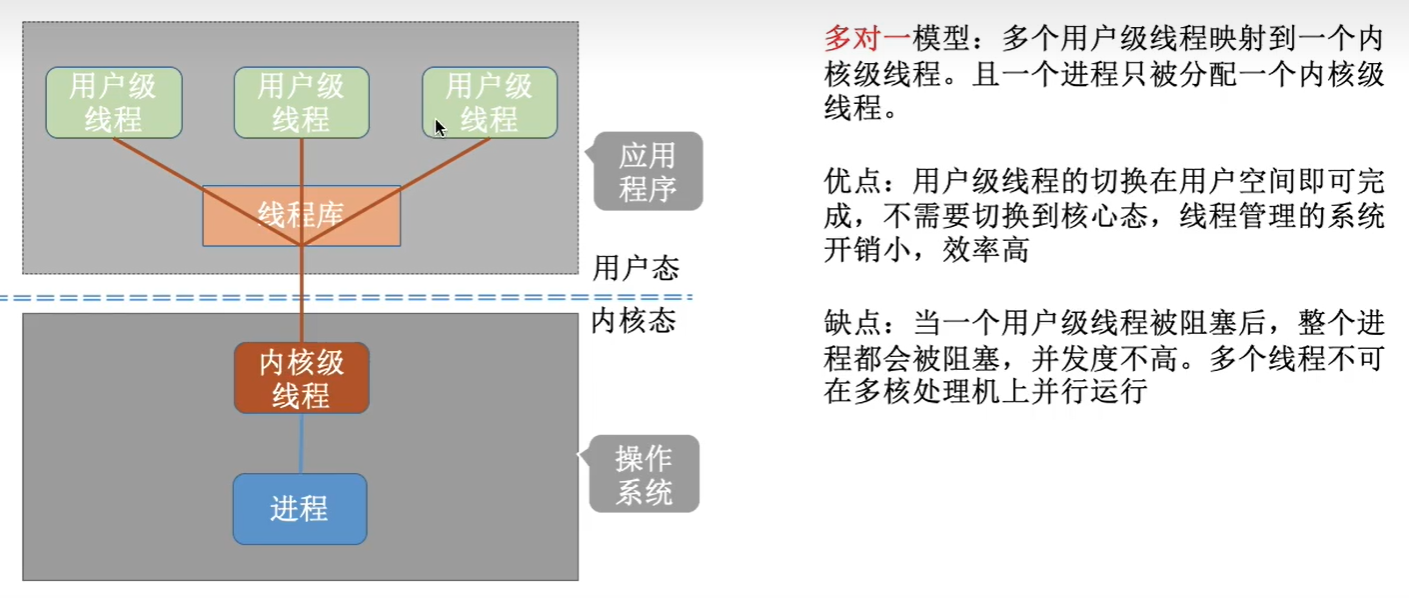 用户级
线程
用户级
线程
用户级
线程
线程库
应用
程序
用户态
内核态
内核级
线程
进程
操作
系统
多对一模型：多个用户级线程映射到一个内
核级线程。且一个进程只被分配一个内核级
线程。
优点：用户级线程的切换在用户空间即可完
成，不需要切换到核心态，线程管理的系统
开销小，效率高
缺点：当一个用户级线程被阻塞后，整个进
程都会被阻塞，并发度不高。多个线程不可
在多核处理机上并行运行